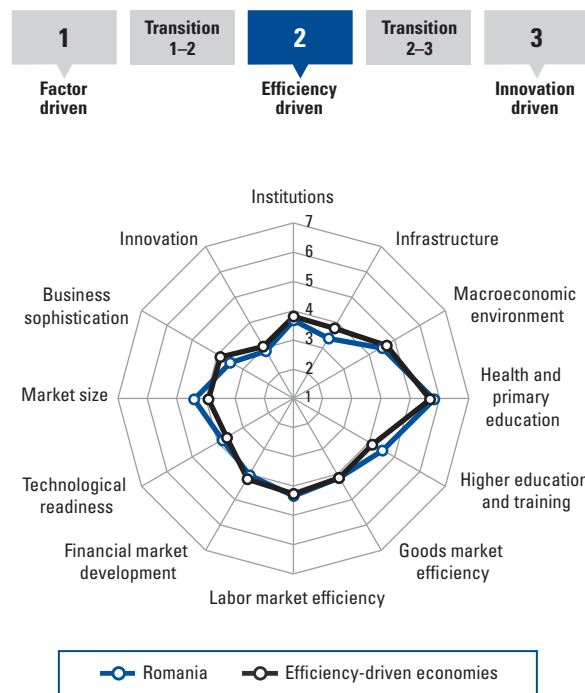 1
Transition
1–2
2
Transition
2–3
3
Factor
driven
Efficiency
driven
Innovation
driven
Institutions
Infrastructure
Macroeconomic
environment
Health and
primary
education
Higher education
and training
Goods market
efficiency
Labor market efficiency
Financial market
development
Technological
readiness
Market size
Business
sophistication
Innovation
7
6
5
4
3
2
1
Romania
Efficiency-driven economies